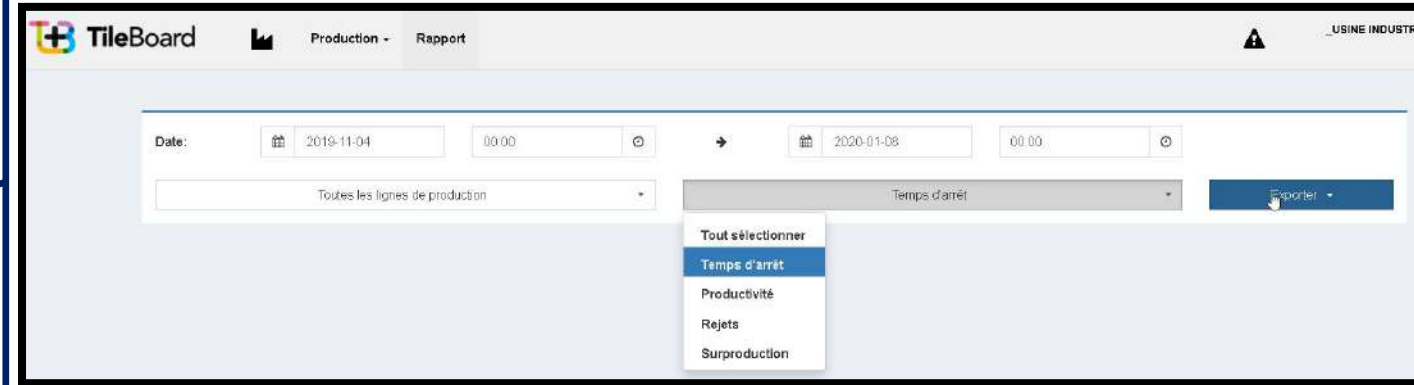 TileBoard Production Rapport _USINE INDUSTR
Date: 2019-11-04 00:00 2020-01-08 00:00
Toutes les lignes de production Temps d'arrêt Exporter
Tout sélectionner
Temps d'arrêt
Productivité
Rejets
Surproduction